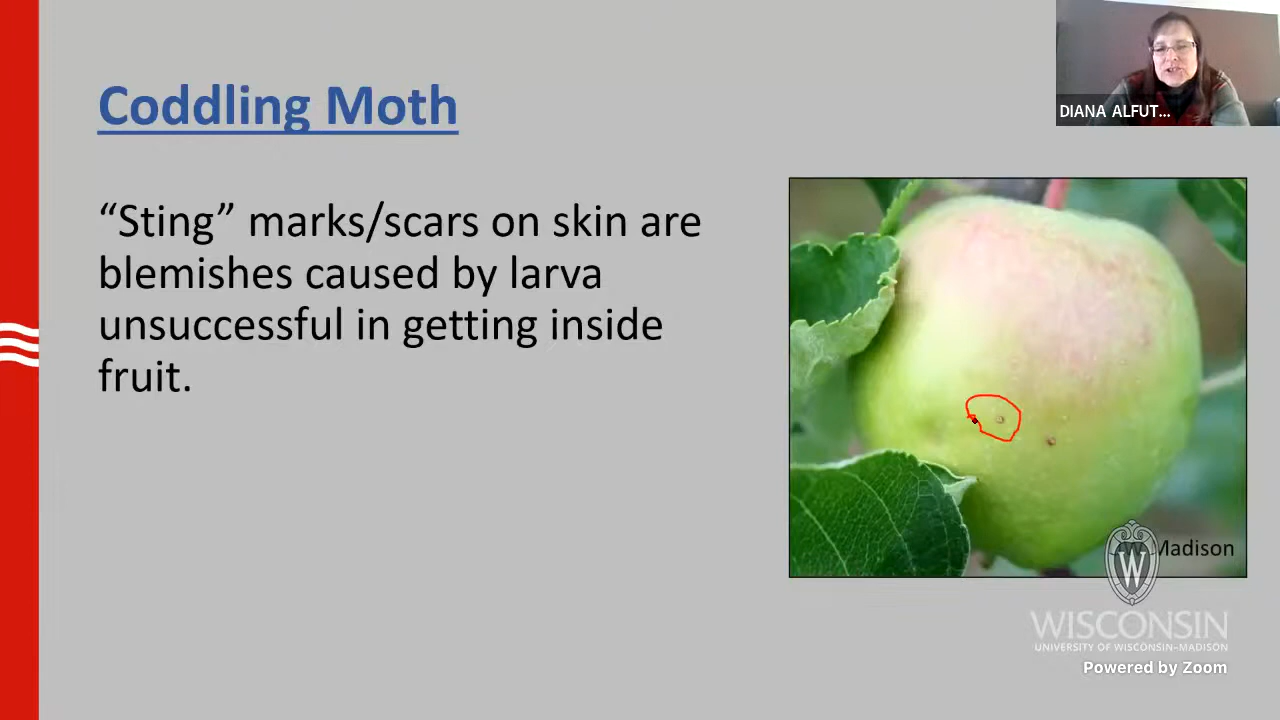 DIANA ALFUT...
Coddling Moth
“Sting” marks/scars on skin are
blemishes caused by larva
unsuccessful in getting inside
fruit.
Madison
W
WISCONSIN
UNIVERSITY OF WISCONSIN–MADISON
Powered by Zoom